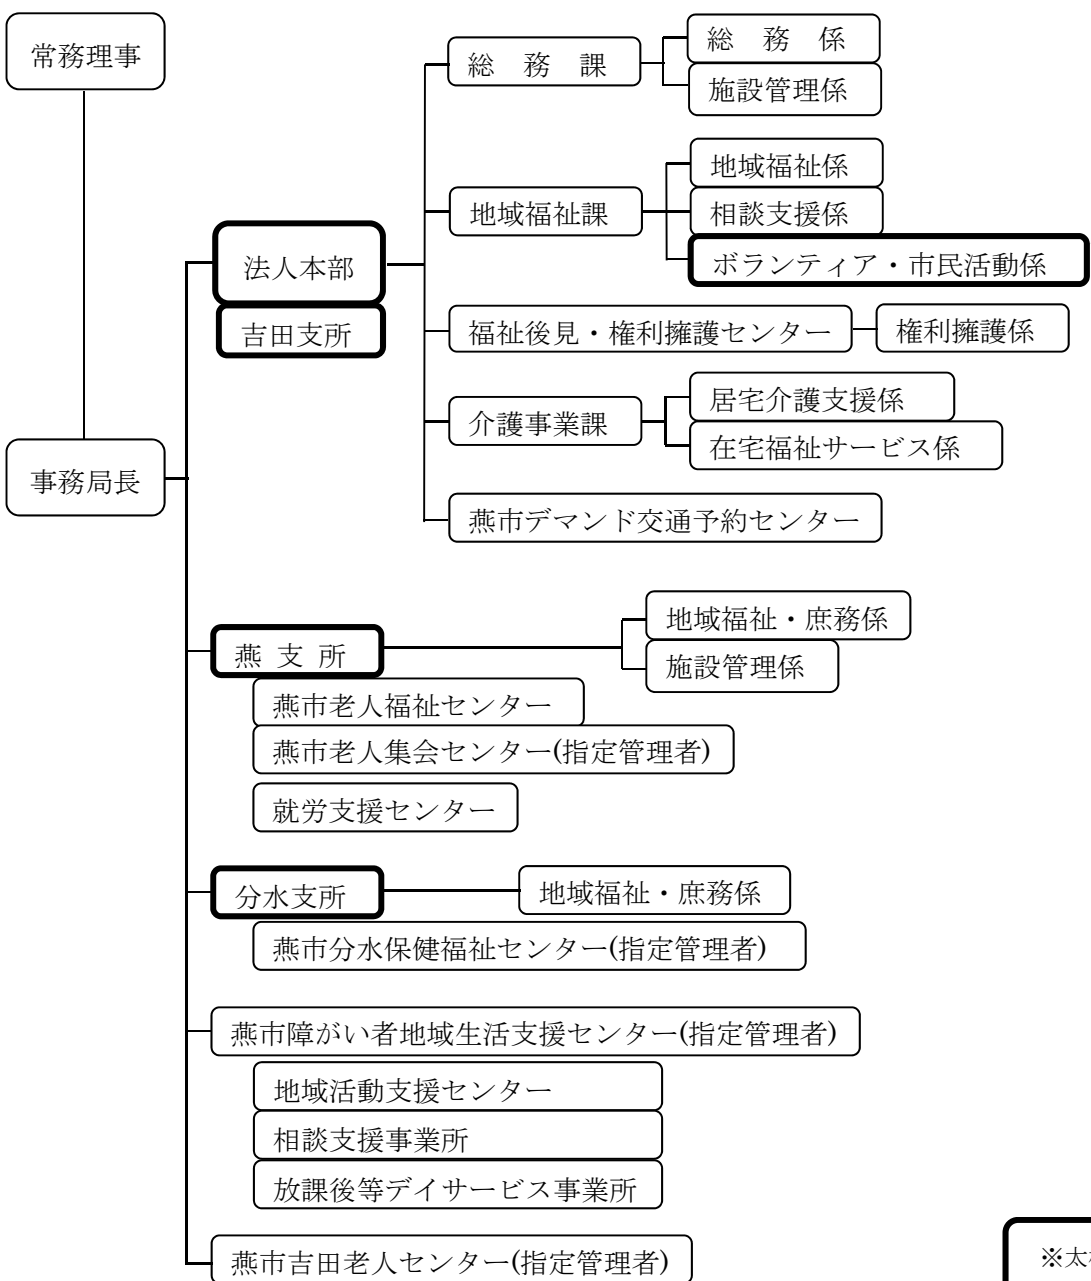 常務理事
事務局長
法人本部
吉田支所
総　務　課
総　務　係
施設管理係
地域福祉課
地域福祉係
相談支援係
ボランティア・市民活動係
福祉後見・権利擁護センター
権利擁護係
介護事業課
居宅介護支援係
在宅福祉サービス係
燕市デマンド交通予約センター
燕 支 所
地域福祉・庶務係
施設管理係
燕市老人福祉センター
燕市老人集会センター(指定管理者)
就労支援センター
分水支所
地域福祉・庶務係
燕市分水保健福祉センター(指定管理者)
燕市障がい者地域生活支援センター(指定管理者)
地域活動支援センター
相談支援事業所
放課後等デイサービス事業所
燕市吉田老人センター(指定管理者)
※太